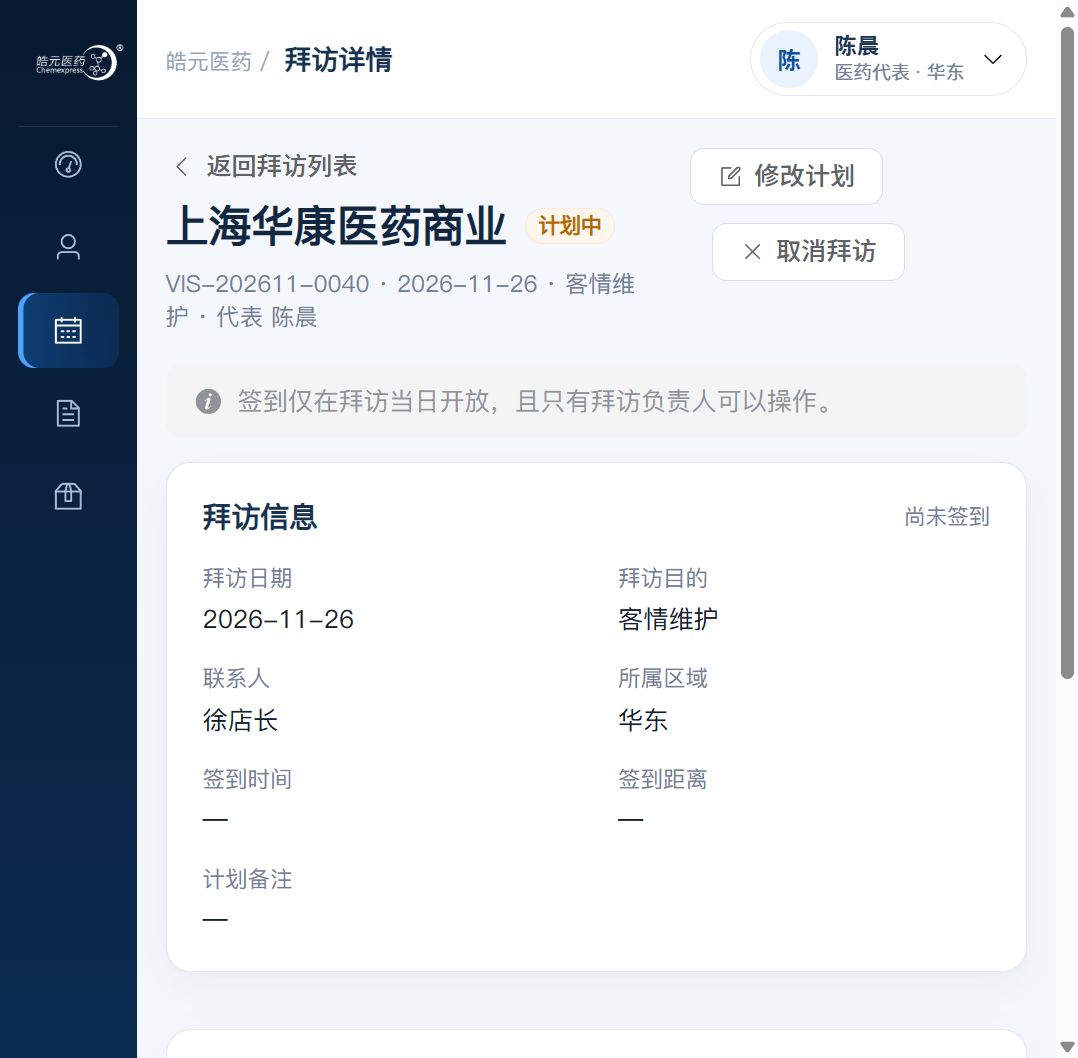 皓元医药
Chemexpress
®
皓元医药 / 拜访详情
陈
陈晨
医药代表 · 华东
返回拜访列表
修改计划
上海华康医药商业 计划中
取消拜访
VIS-202611-0040 · 2026-11-26 · 客情维
护 · 代表 陈晨
签到仅在拜访当日开放，且只有拜访负责人可以操作。
拜访信息
尚未签到
拜访日期
拜访目的
2026-11-26
客情维护
联系人
所属区域
徐店长
华东
签到时间
签到距离
—
—
计划备注
—